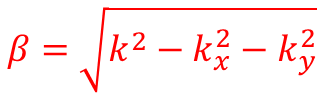 β = √(k² − kₓ² − k_y²)